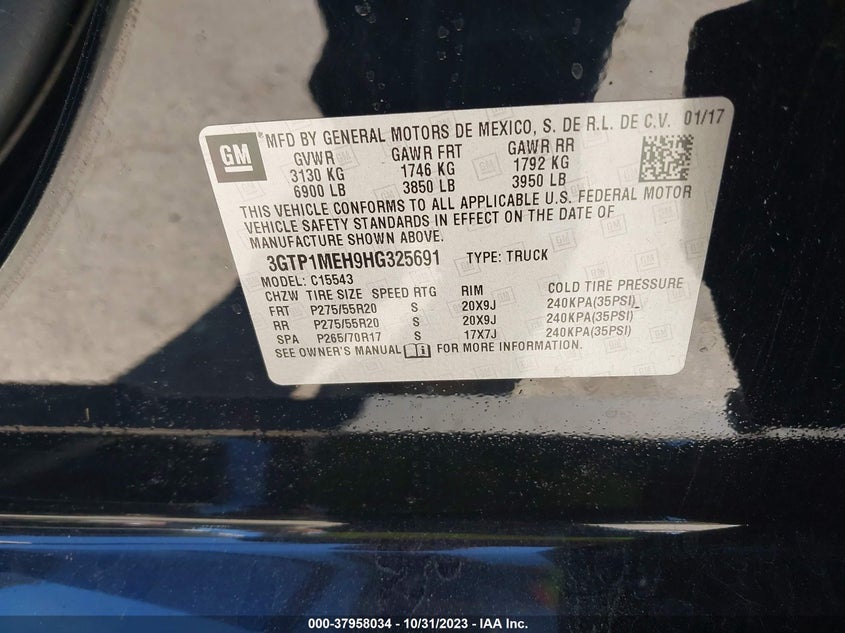 GM ® MFD BY GENERAL MOTORS DE MEXICO, S. DE R.L. DE C.V. 01/17
GVWR GAWR FRT GAWR RR
3130 KG 1746 KG 1792 KG
6900 LB 3850 LB 3950 LB
THIS VEHICLE CONFORMS TO ALL APPLICABLE U.S. FEDERAL MOTOR
VEHICLE SAFETY STANDARDS IN EFFECT ON THE DATE OF
MANUFACTURE SHOWN ABOVE.
3GTP1MEH9HG325691 TYPE: TRUCK
MODEL: C15543
CHZW TIRE SIZE SPEED RTG RIM COLD TIRE PRESSURE
FRT P275/55R20 S 20X9J 240KPA(35PSI)
RR P275/55R20 S 20X9J 240KPA(35PSI)
SPA P265/70R17 S 17X7J 240KPA(35PSI)
SEE OWNER'S MANUAL FOR MORE INFORMATION.
000-37958034 - 10/31/2023 - IAA Inc.